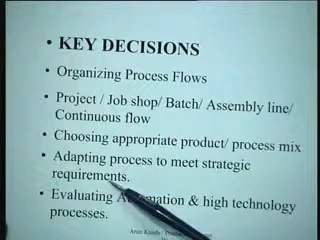 • KEY DECISIONS
• Organizing Process Flows
• Project / Job shop/ Batch/ Assembly line/
Continuous flow
• Choosing appropriate product/ process mix
• Adapting process to meet strategic
requirements.
• Evaluating & high technology
processes.